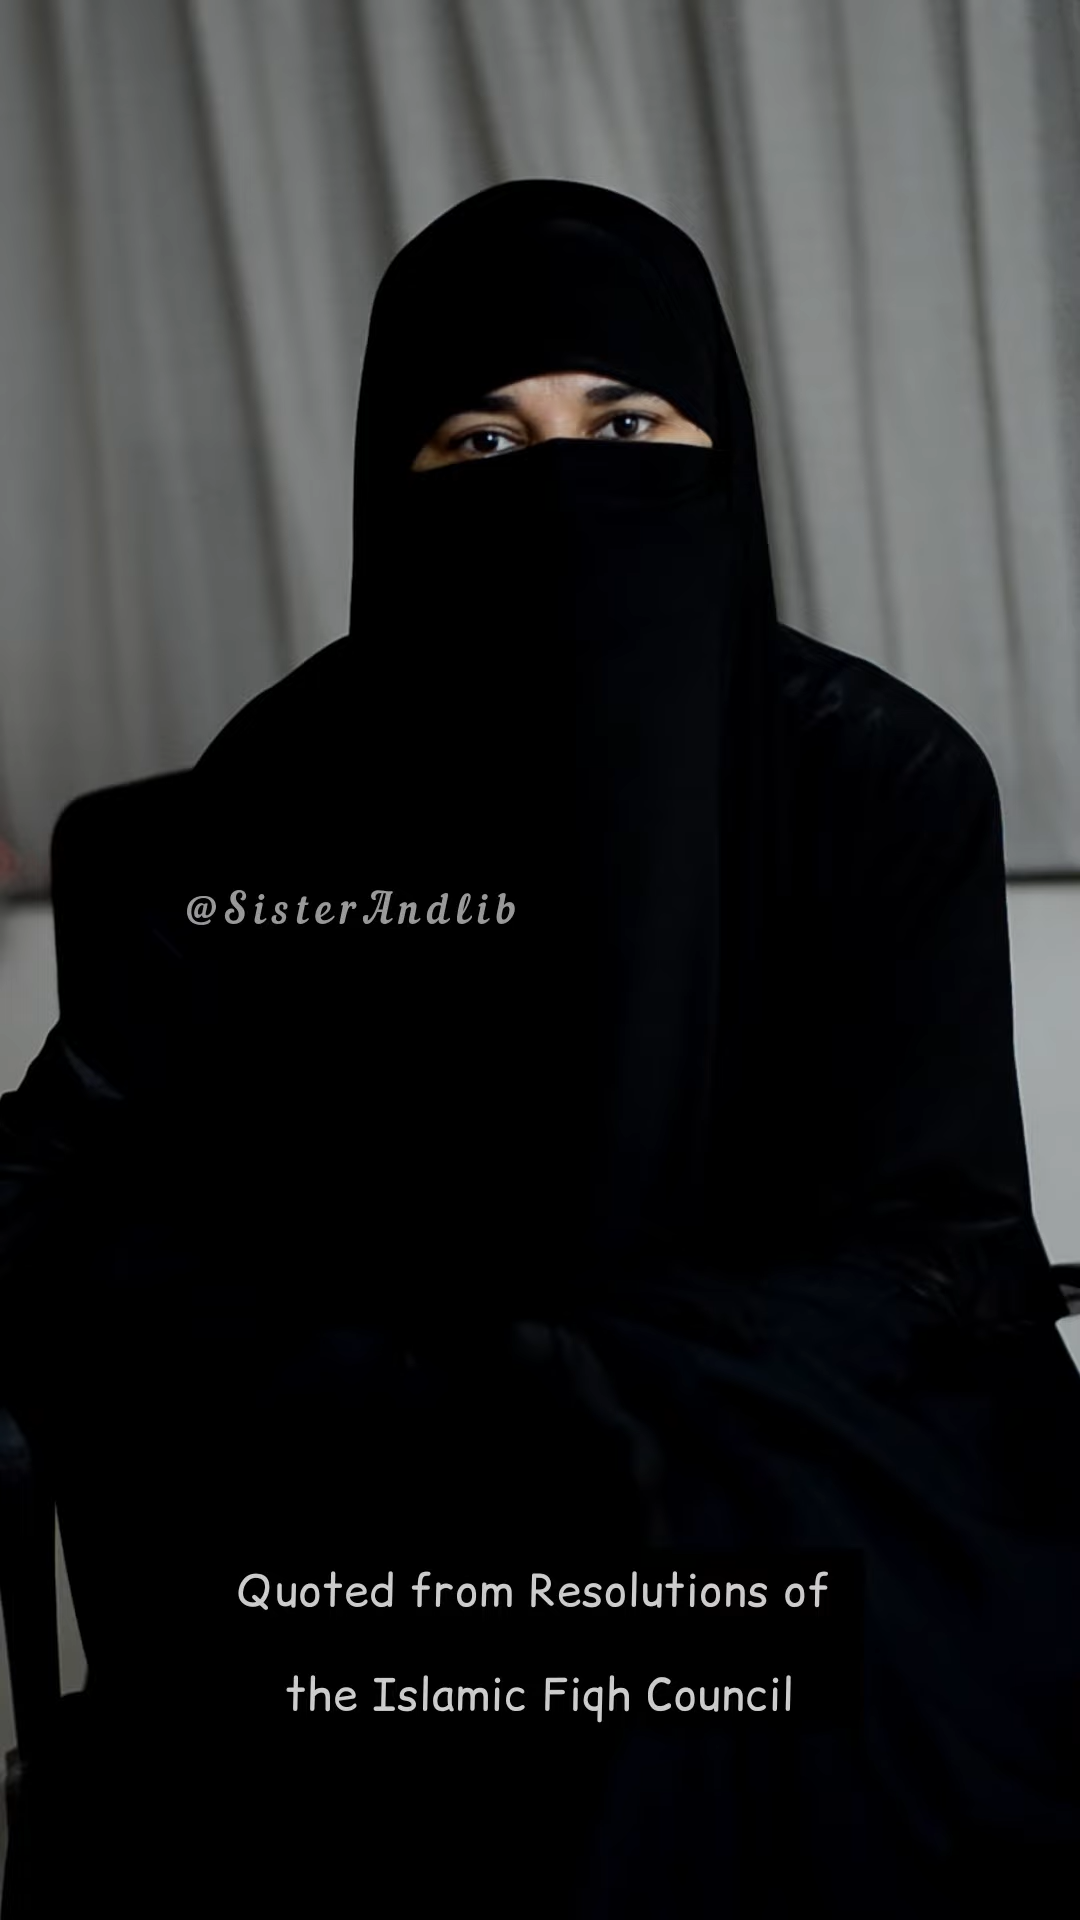 @SisterAndlib
Quoted from Resolutions of
the Islamic Fiqh Council